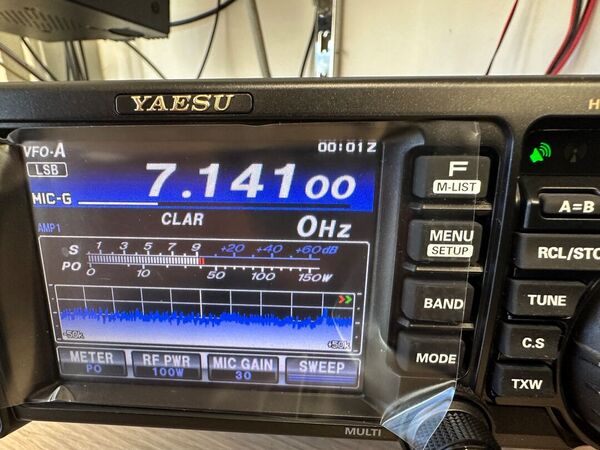 YAESU
H
VFO-A
00:01Z
LSB
7.141 00
MIC-G
CLAR
0Hz
AMP1
S 1 3 5 7 9 +20 +40 +60dB
PO 0 10 50 100 150W
+50k
METER
PO
RF PWR
100W
MIC GAIN
30
SWEEP
F
M-LIST
MENU
SETUP
BAND
MODE
A=B
RCL/STO
TUNE
C.S
TXW
MULTI